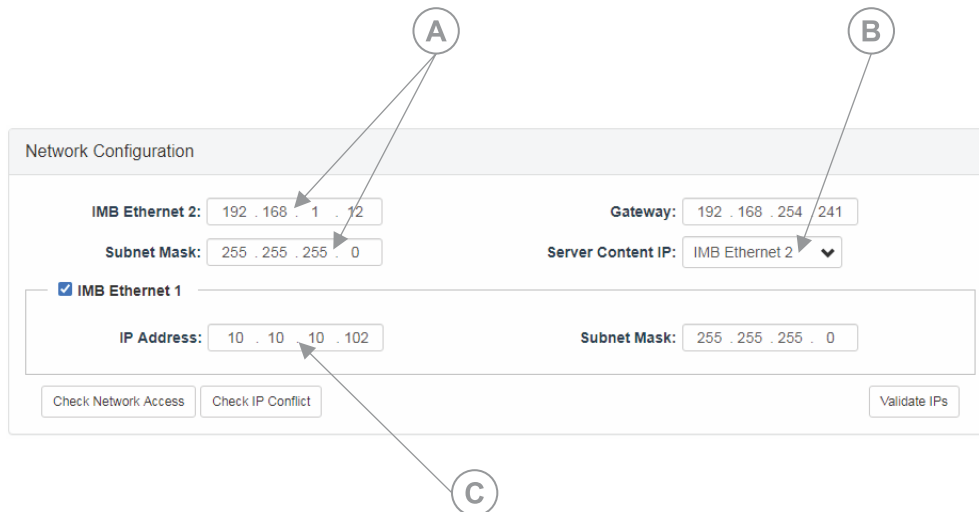 A
B
Network Configuration
IMB Ethernet 2: 192 . 168 . 1 . 12
Gateway: 192 . 168 . 254 . 241
Subnet Mask: 255 . 255 . 255 . 0
Server Content IP: IMB Ethernet 2
IMB Ethernet 1
IP Address: 10 . 10 . 10 . 102
Subnet Mask: 255 . 255 . 255 . 0
Check Network Access
Check IP Conflict
Validate IPs
C